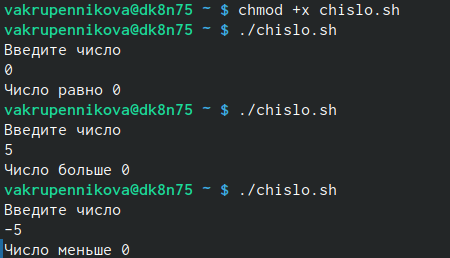 vakrupennikova@dk8n75 ~ $ chmod +x chislo.sh
vakrupennikova@dk8n75 ~ $ ./chislo.sh
Введите число
0
Число равно 0
vakrupennikova@dk8n75 ~ $ ./chislo.sh
Введите число
5
Число больше 0
vakrupennikova@dk8n75 ~ $ ./chislo.sh
Введите число
-5
Число меньше 0